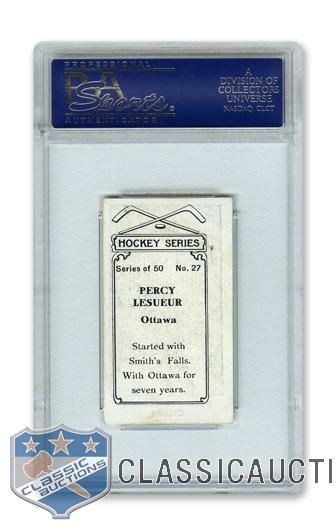 PROFESSIONAL
PSA
Sports
AUTHENTICATOR
A
DIVISION OF
COLLECTORS
UNIVERSE
NASDAQ: CLCT
HOCKEY SERIES
Series of 50 No. 27
PERCY
LESUEUR
Ottawa
Started with
Smith's Falls.
With Ottawa for
seven years.
CLASSIC
AUCTIONS
CLASSICAUCTI